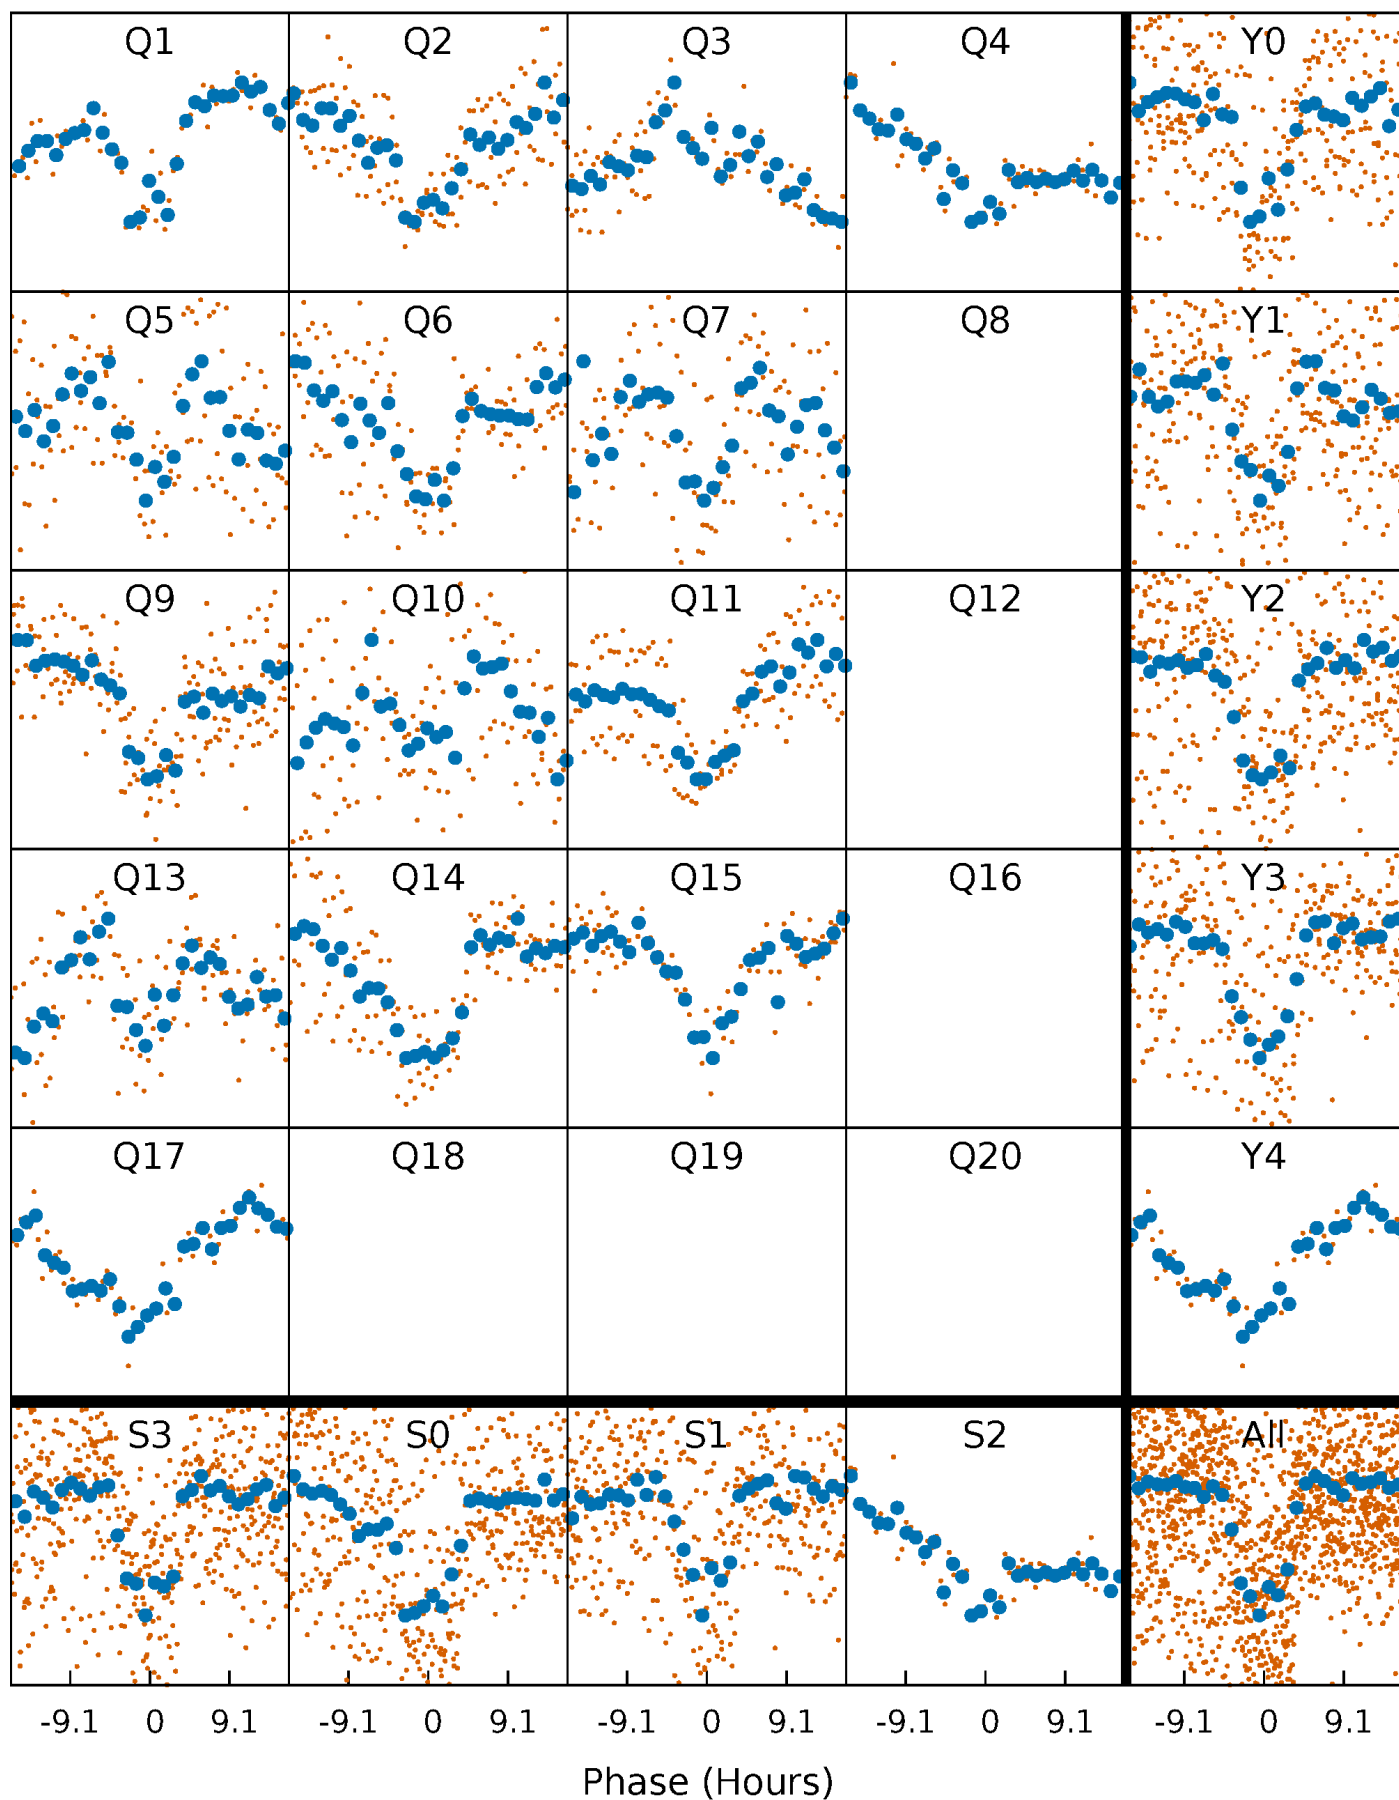 Q1 Q2 Q3 Q4 Y0
Q5 Q6 Q7 Q8 Y1
Q9 Q10 Q11 Q12 Y2
Q13 Q14 Q15 Q16 Y3
Q17 Q18 Q19 Q20 Y4
S3 S0 S1 S2 All
-9.1 0 9.1 -9.1 0 9.1 -9.1 0 9.1 -9.1 0 9.1 -9.1 0 9.1
Phase (Hours)